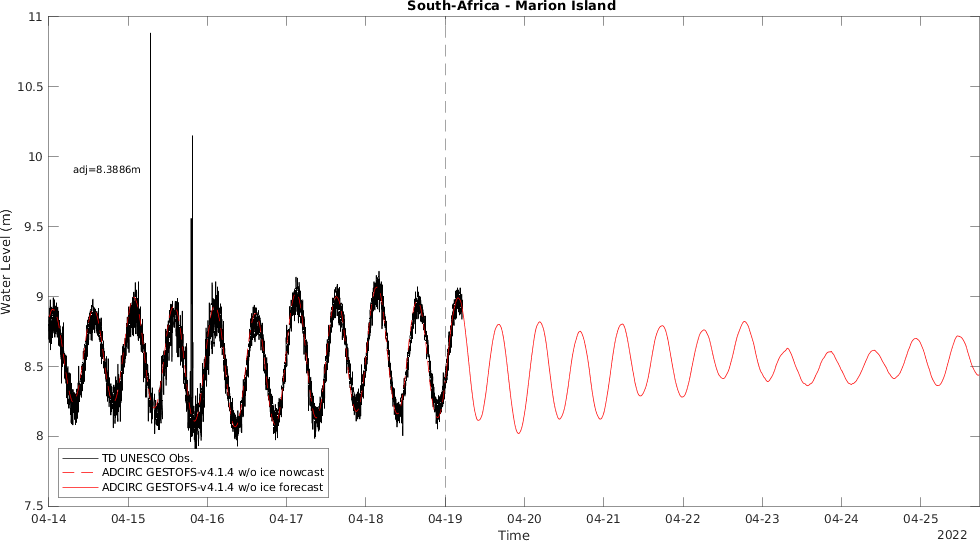 South-Africa - Marion Island
11
10.5
10
9.5
9
8.5
8
7.5
Water Level (m)
adj=8.3886m
TD UNESCO Obs.
ADCIRC GESTOFS-v4.1.4 w/o ice nowcast
ADCIRC GESTOFS-v4.1.4 w/o ice forecast
04-14 04-15 04-16 04-17 04-18 04-19 04-20 04-21 04-22 04-23 04-24 04-25
Time
2022